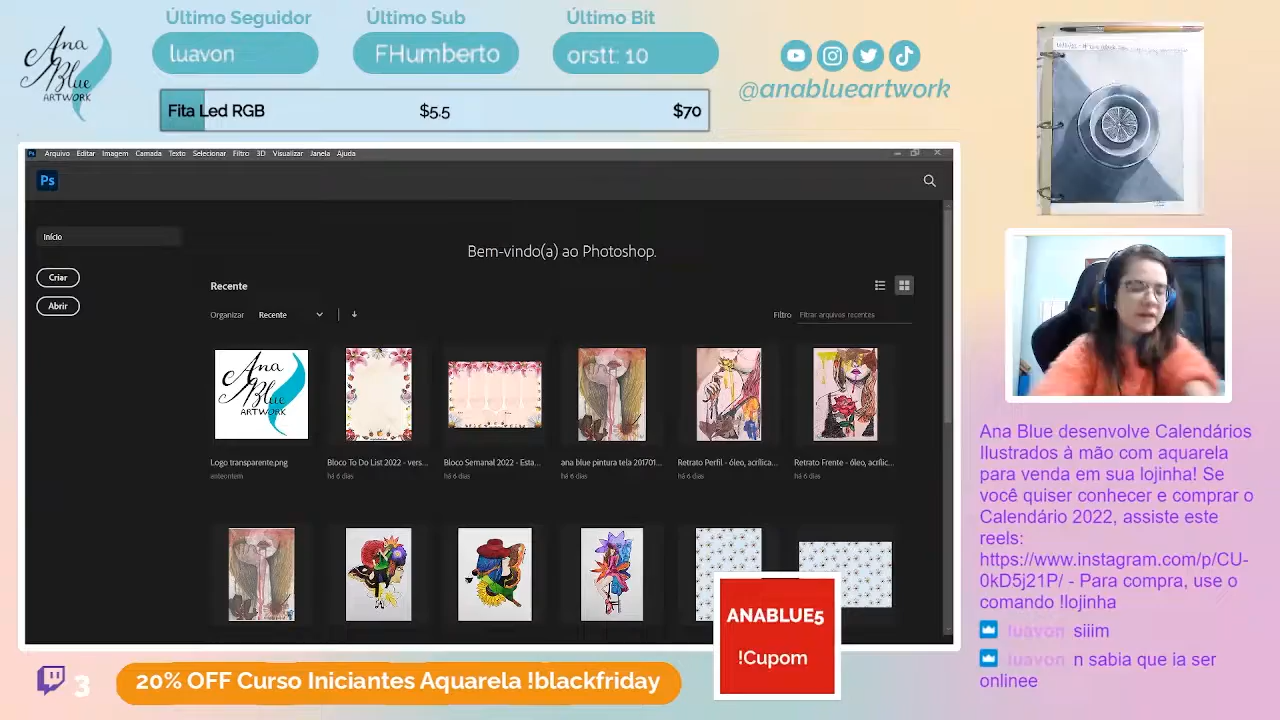 Ana
Blue
ARTWORK
Último Seguidor
luavon
Último Sub
FHumberto
Último Bit
orstt: 10
Fita Led RGB $5.5 $70
@anablueartwork
Ps Arquivo Editar Imagem Camada Texto Selecionar Filtro 3D Visualizar Janela Ajuda
Ps
Início
Criar
Abrir
Bem-vindo(a) ao Photoshop.
Recente
Organizar Recente
Filtro Filtrar arquivos recentes
Ana
Blue
ARTWORK
Logo transparente.png
anteontem
Bloco To Do List 2022 - vers...
há 6 dias
Bloco Semanal 2022 - Esta...
há 6 dias
ana blue pintura tela 201701...
há 6 dias
Retrato Perfil - óleo, acrílica...
há 6 dias
Retrato Frente - óleo, acrílic...
há 6 dias
ANABLUE5
!Cupom
3
20% OFF Curso Iniciantes Aquarela !blackfriday
Ana Blue desenvolve Calendários
Ilustrados à mão com aquarela
para venda em sua lojinha! Se
você quiser conhecer e comprar o
Calendário 2022, assiste este
reels:
https://www.instagram.com/p/CU-
0kD5j21P/ - Para compra, use o
comando !lojinha
luavon siiim
luavon n sabia que ia ser
onlinee